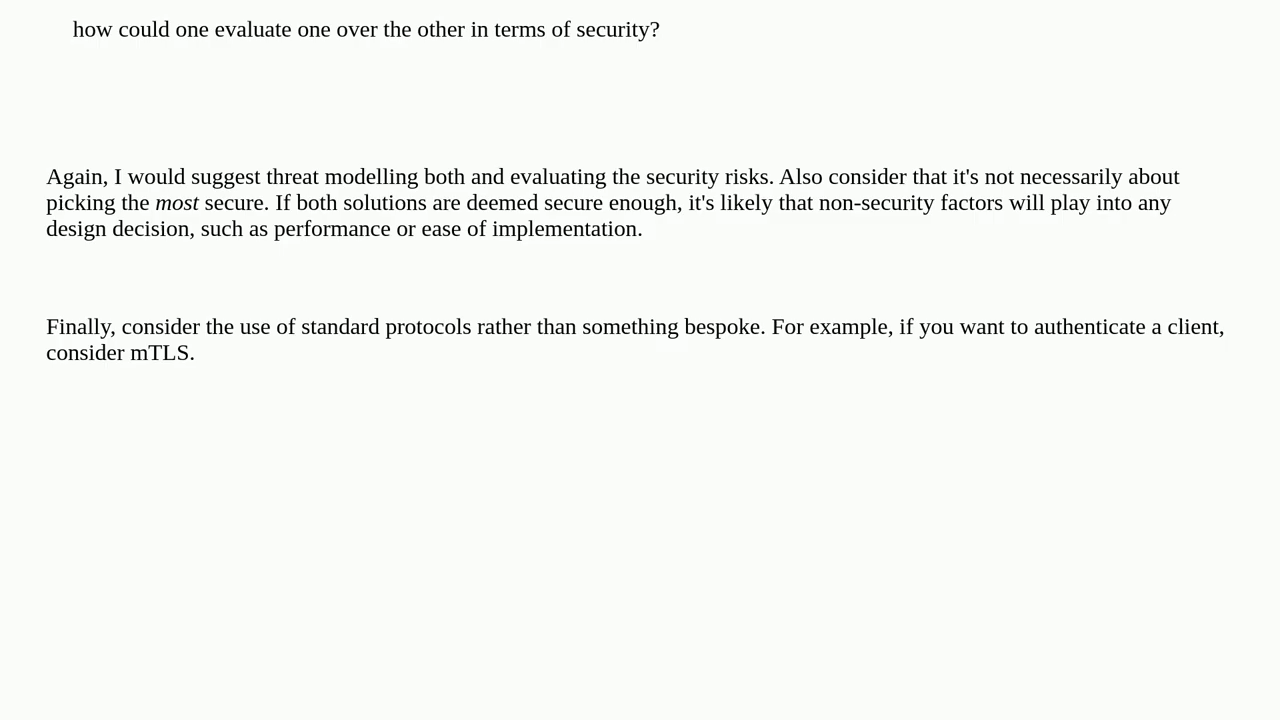 how could one evaluate one over the other in terms of security?
Again, I would suggest threat modelling both and evaluating the security risks. Also consider that it's not necessarily about
picking the most secure. If both solutions are deemed secure enough, it's likely that non-security factors will play into any
design decision, such as performance or ease of implementation.
Finally, consider the use of standard protocols rather than something bespoke. For example, if you want to authenticate a client,
consider mTLS.